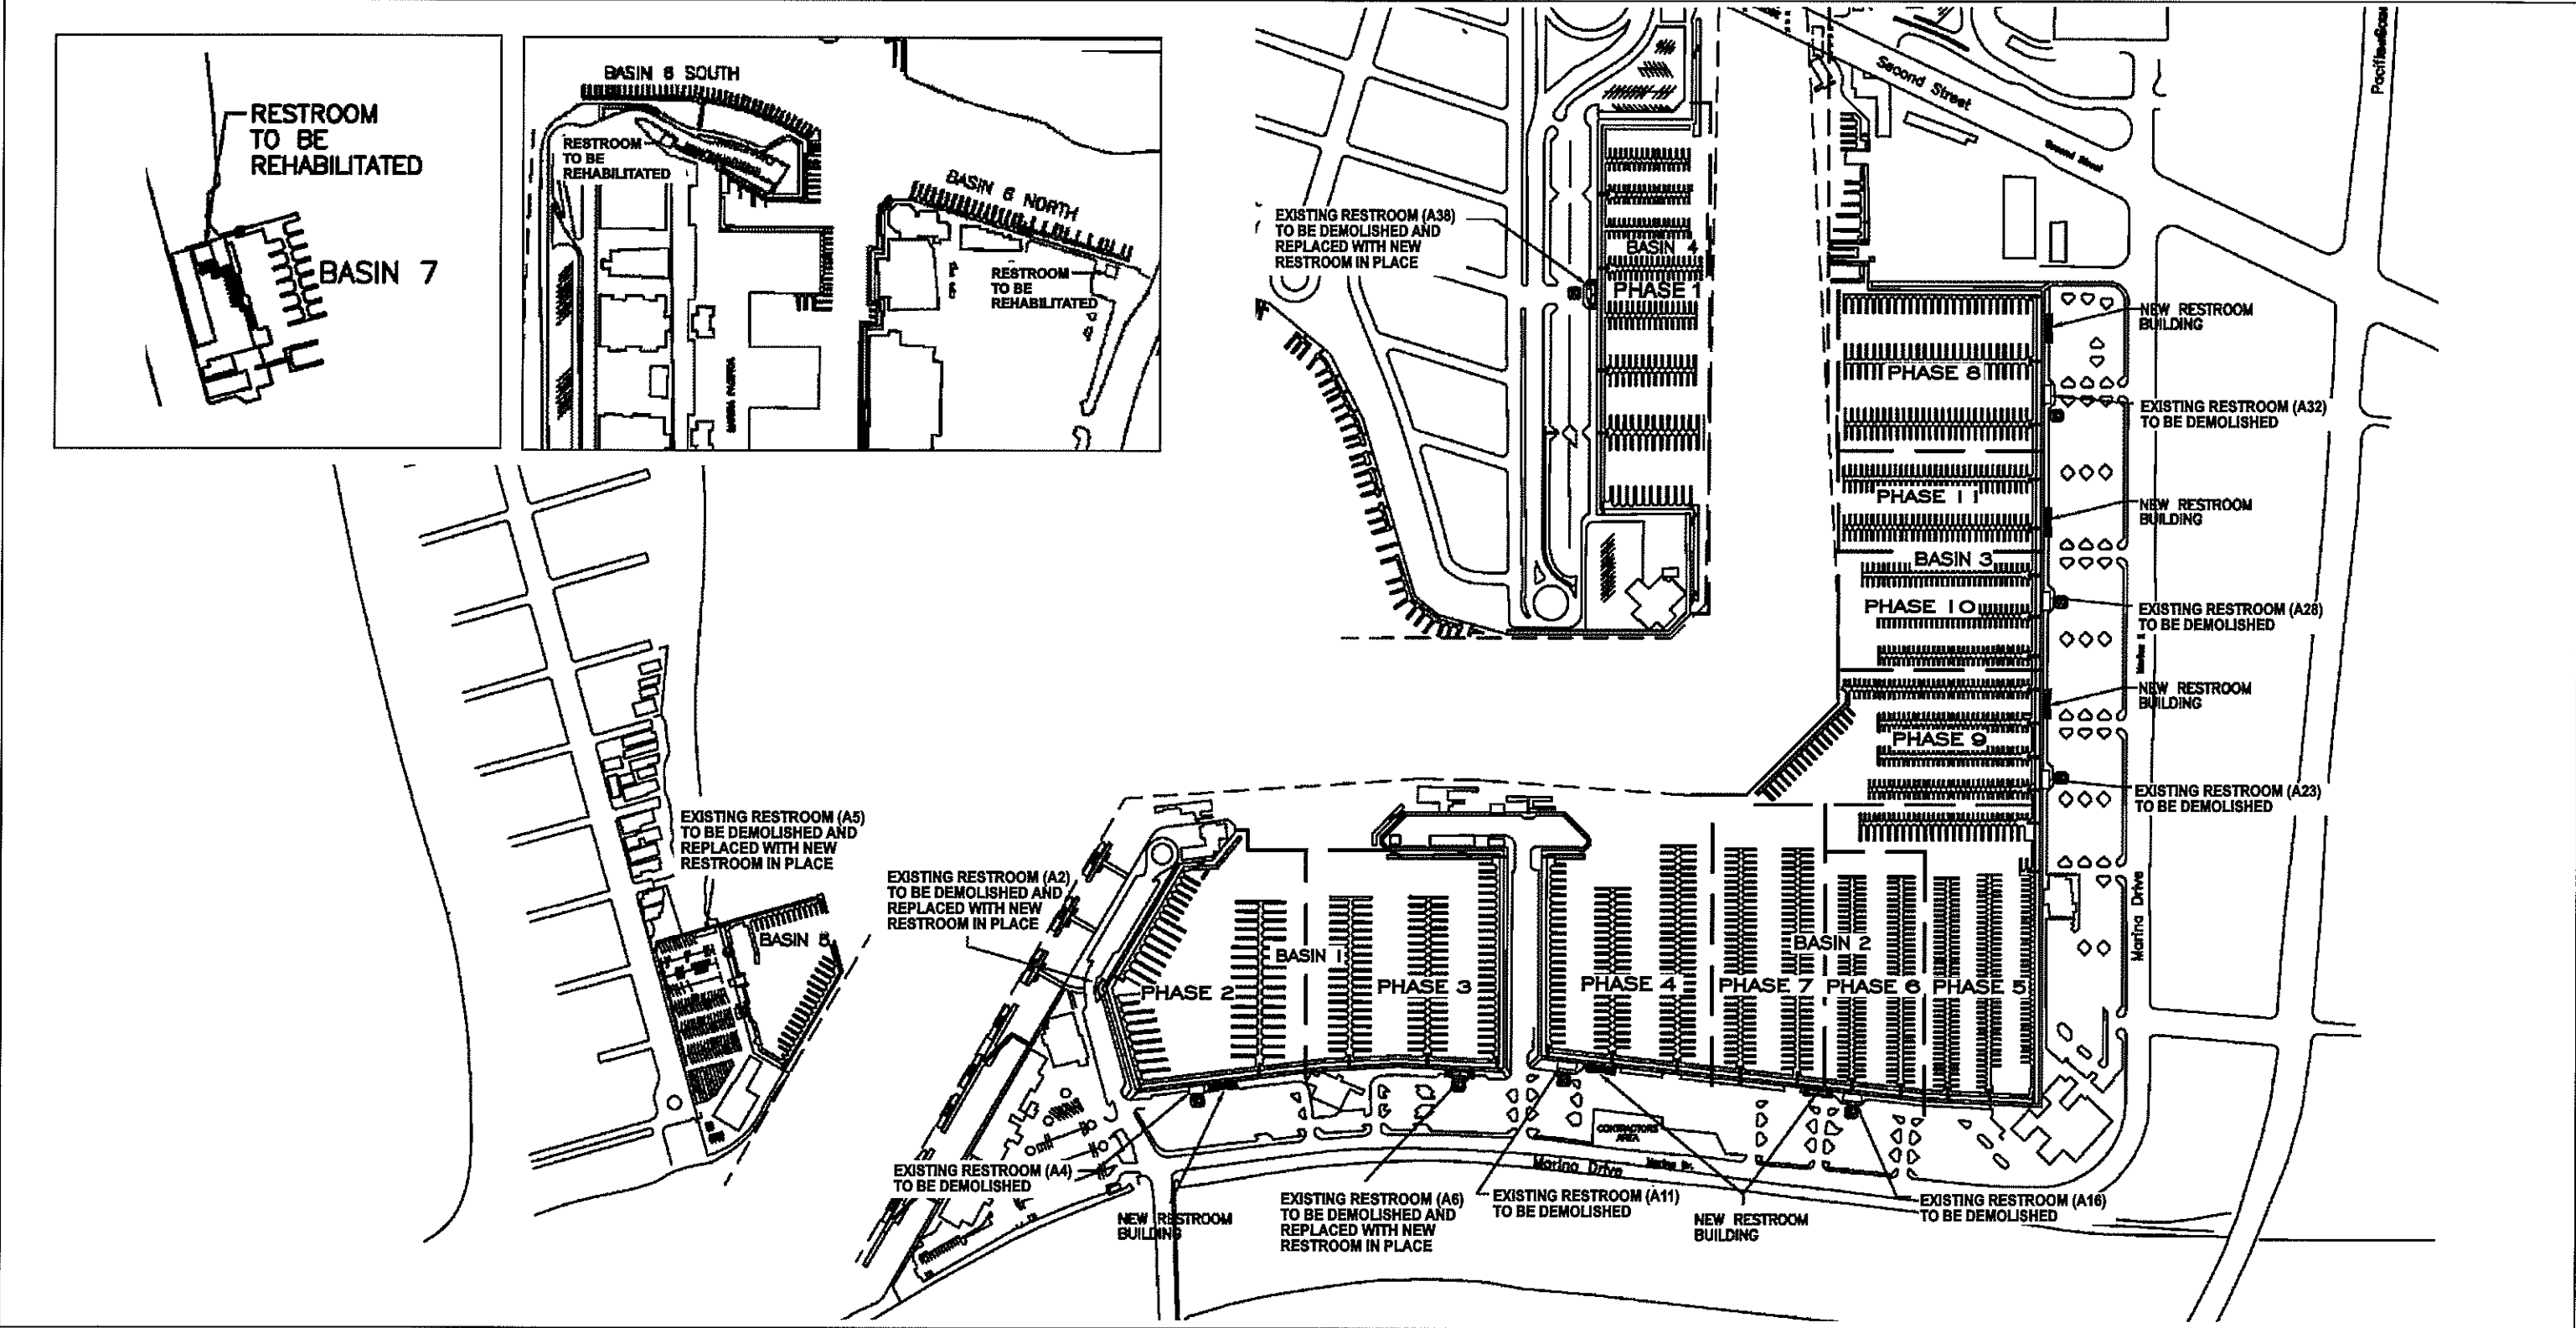 RESTROOM
TO BE
REHABILITATED
BASIN 7
BASIN 6 SOUTH
RESTROOM
TO BE
REHABILITATED
BASIN 6 NORTH
RESTROOM
TO BE
REHABILITATED
Second Street
Second Street
EXISTING RESTROOM (A38)
TO BE DEMOLISHED AND
REPLACED WITH NEW
RESTROOM IN PLACE
BASIN 4
PHASE 1
NEW RESTROOM
BUILDING
PHASE 8
EXISTING RESTROOM (A32)
TO BE DEMOLISHED
PHASE 11
NEW RESTROOM
BUILDING
BASIN 3
PHASE 10
EXISTING RESTROOM (A28)
TO BE DEMOLISHED
NEW RESTROOM
BUILDING
PHASE 9
EXISTING RESTROOM (A23)
TO BE DEMOLISHED
Marina Drive
EXISTING RESTROOM (A5)
TO BE DEMOLISHED AND
REPLACED WITH NEW
RESTROOM IN PLACE
BASIN 5
EXISTING RESTROOM (A2)
TO BE DEMOLISHED AND
REPLACED WITH NEW
RESTROOM IN PLACE
BASIN 1
PHASE 2
PHASE 3
BASIN 2
PHASE 4
PHASE 7
PHASE 6
PHASE 5
CONTRACTORS
AREA
Marina Drive
Marina Dr.
EXISTING RESTROOM (A4)
TO BE DEMOLISHED
NEW RESTROOM
BUILDING
EXISTING RESTROOM (A6)
TO BE DEMOLISHED AND
REPLACED WITH NEW
RESTROOM IN PLACE
EXISTING RESTROOM (A11)
TO BE DEMOLISHED
NEW RESTROOM
BUILDING
EXISTING RESTROOM (A16)
TO BE DEMOLISHED